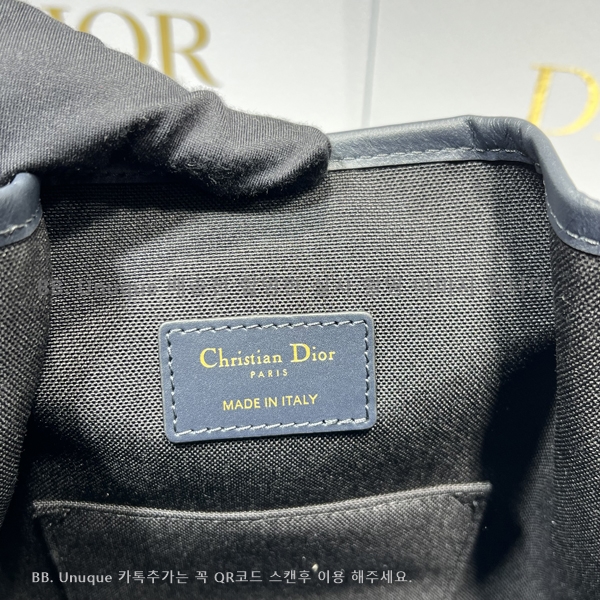 DIOR
D
Christian Dior
PARIS
MADE IN ITALY
BB. Unuque 카톡추가는 꼭 QR코드 스캔후 이용 해주세요.